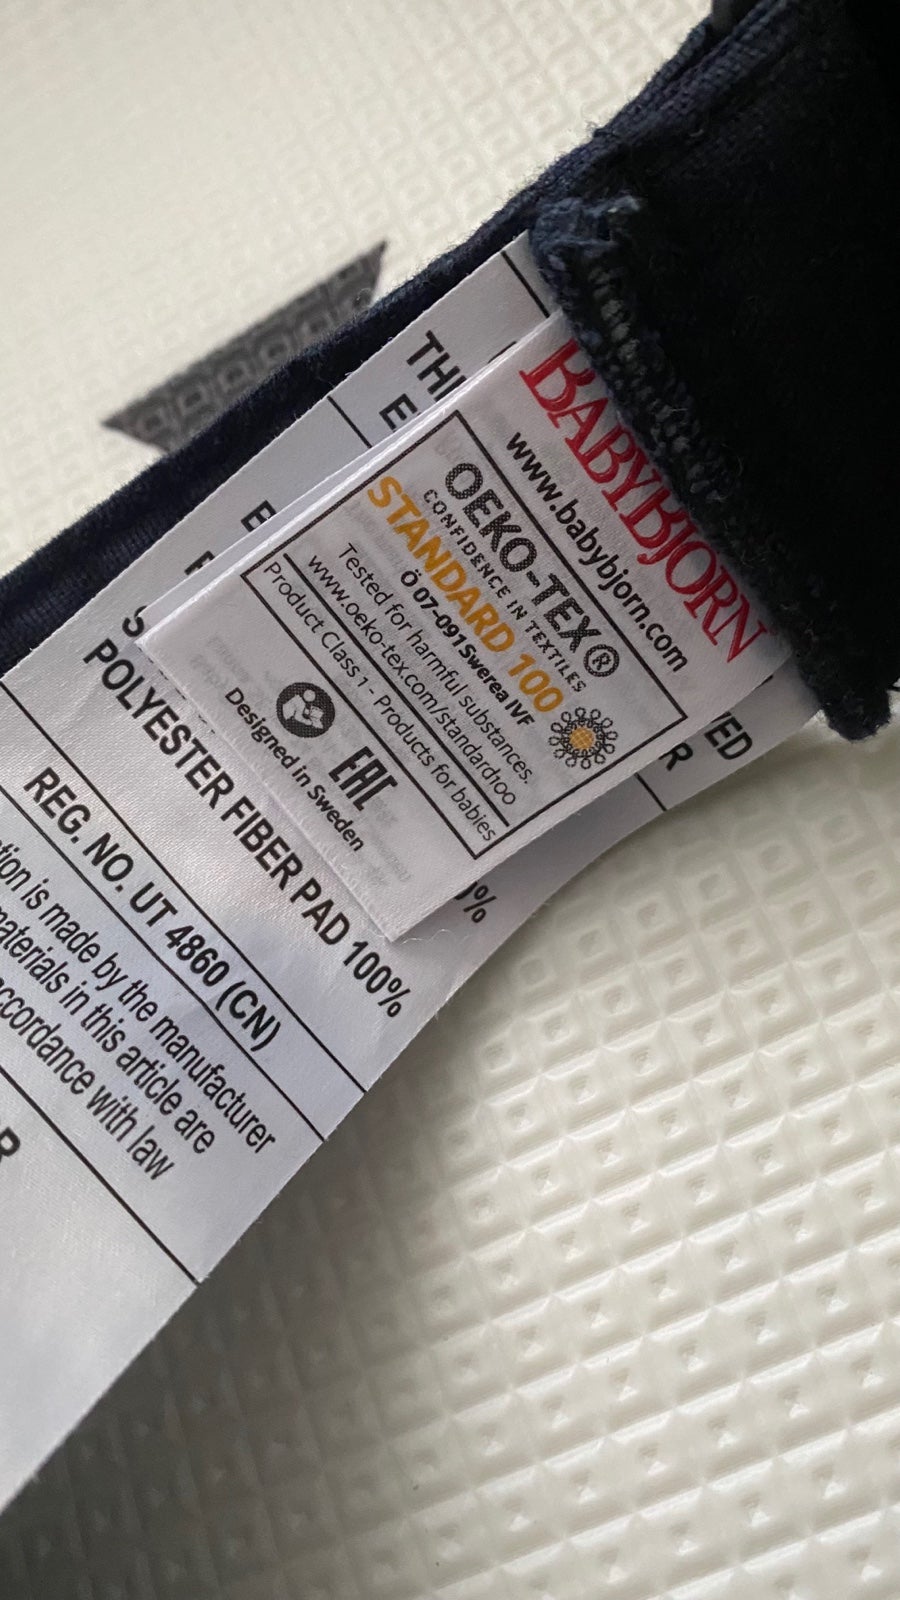 BABYBJÖRN
www.babybjorn.com
OEKO-TEX®
CONFIDENCE IN TEXTILES
STANDARD 100
Ö 07-091 Swerea IVF
Tested for harmful substances.
www.oeko-tex.com/standard100
Product Class 1 - Products for babies
EAC
Designed in Sweden
POLYESTER FIBER PAD 100%
REG. NO. UT 4860 (CN)
is made by the manufacturer
materials in this article are
accordance with law